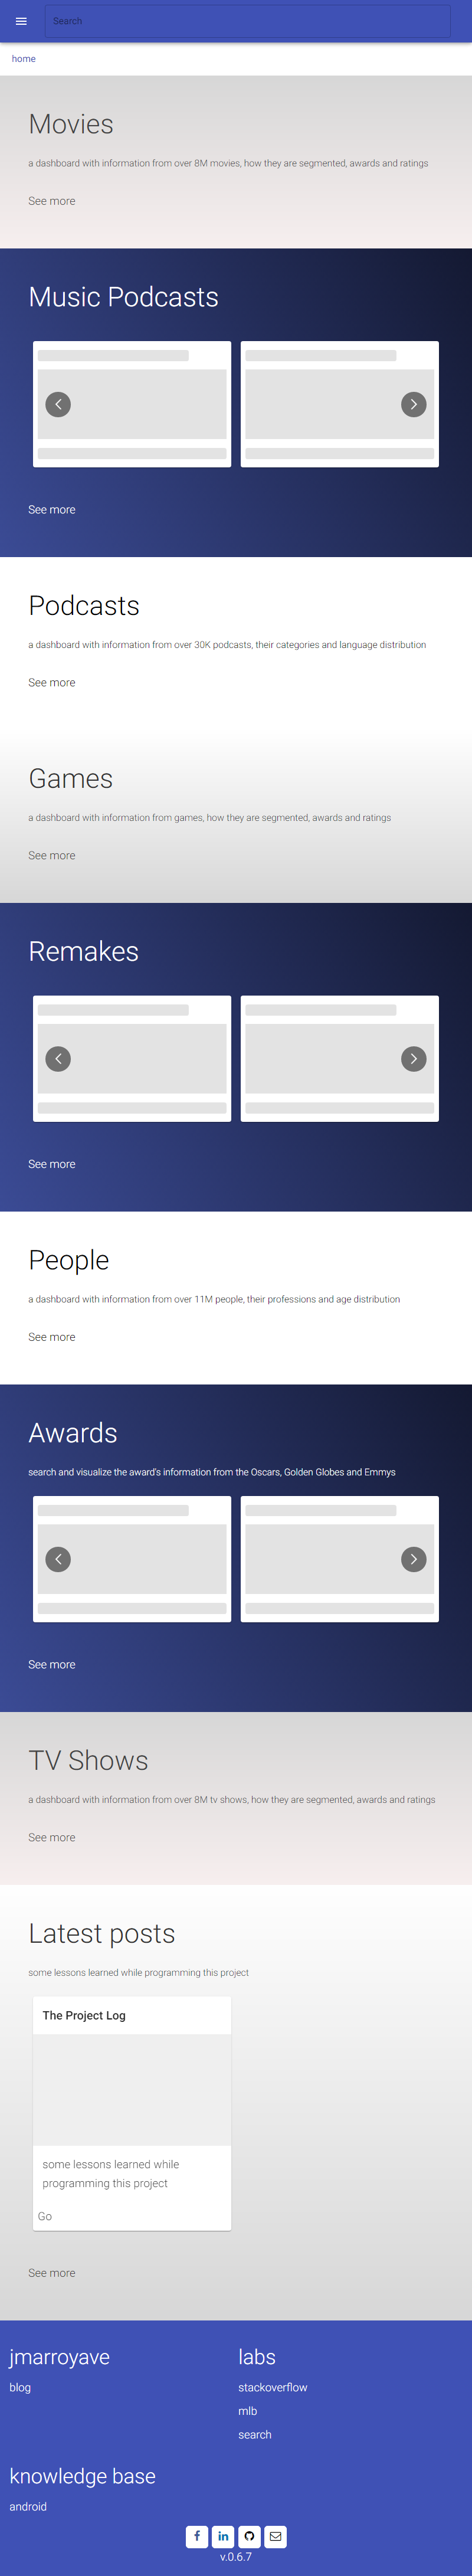 Search
home
Movies
a dashboard with information from over 8M movies, how they are segmented, awards and ratings
See more
Music Podcasts
See more
Podcasts
a dashboard with information from over 30K podcasts, their categories and language distribution
See more
Games
a dashboard with information from games, how they are segmented, awards and ratings
See more
Remakes
See more
People
a dashboard with information from over 11M people, their professions and age distribution
See more
Awards
search and visualize the award's information from the Oscars, Golden Globes and Emmys
See more
TV Shows
a dashboard with information from over 8M tv shows, how they are segmented, awards and ratings
See more
Latest posts
some lessons learned while programming this project
The Project Log
some lessons learned while
programming this project
Go
See more
jmarroyave
blog
labs
stackoverflow
mlb
search
knowledge base
android
v.0.6.7